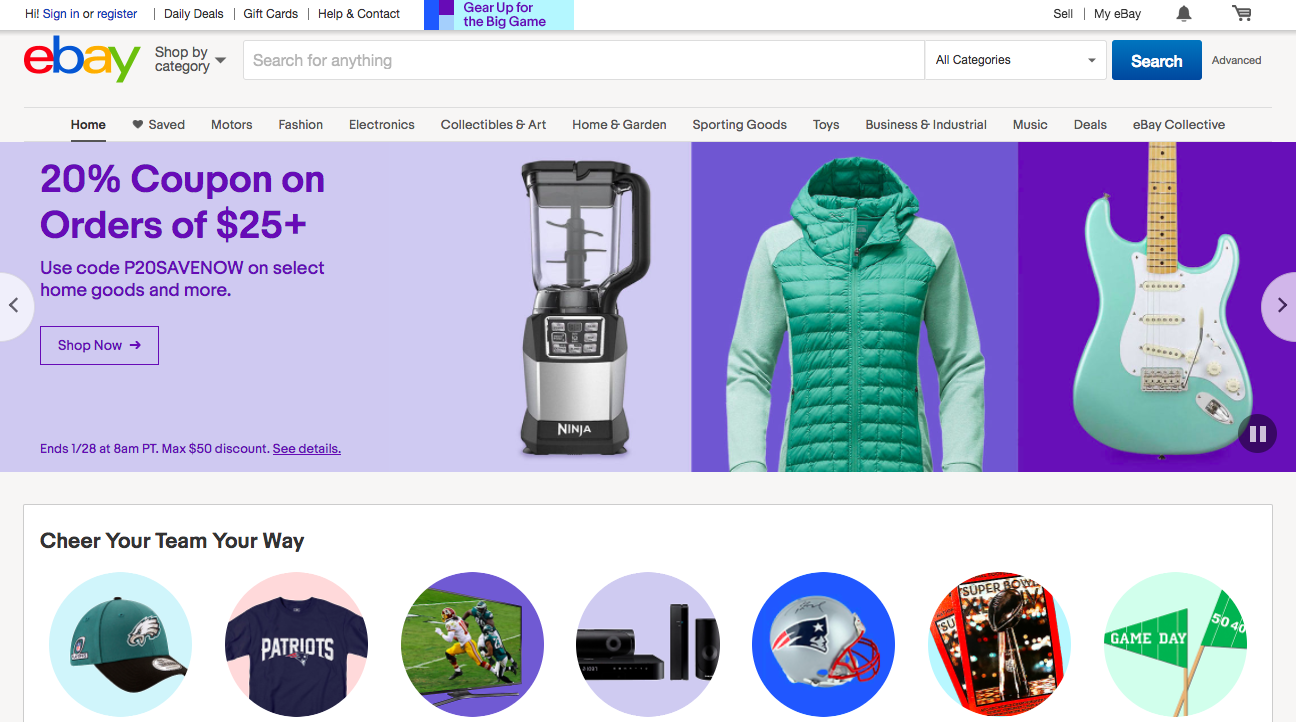 Hi! Sign in or register
Daily Deals
Gift Cards
Help & Contact
Gear Up for
the Big Game
Sell
My eBay
ebay
Shop by
category
Search for anything
All Categories
Search
Advanced
Home
Saved
Motors
Fashion
Electronics
Collectibles & Art
Home & Garden
Sporting Goods
Toys
Business & Industrial
Music
Deals
eBay Collective
20% Coupon on
Orders of $25+
Use code P20SAVENOW on select
home goods and more.
Shop Now →
Ends 1/28 at 8am PT. Max $50 discount. See details.
NINJA
Cheer Your Team Your Way
PATRIOTS
SUPER BOWL
GAME DAY
50 40